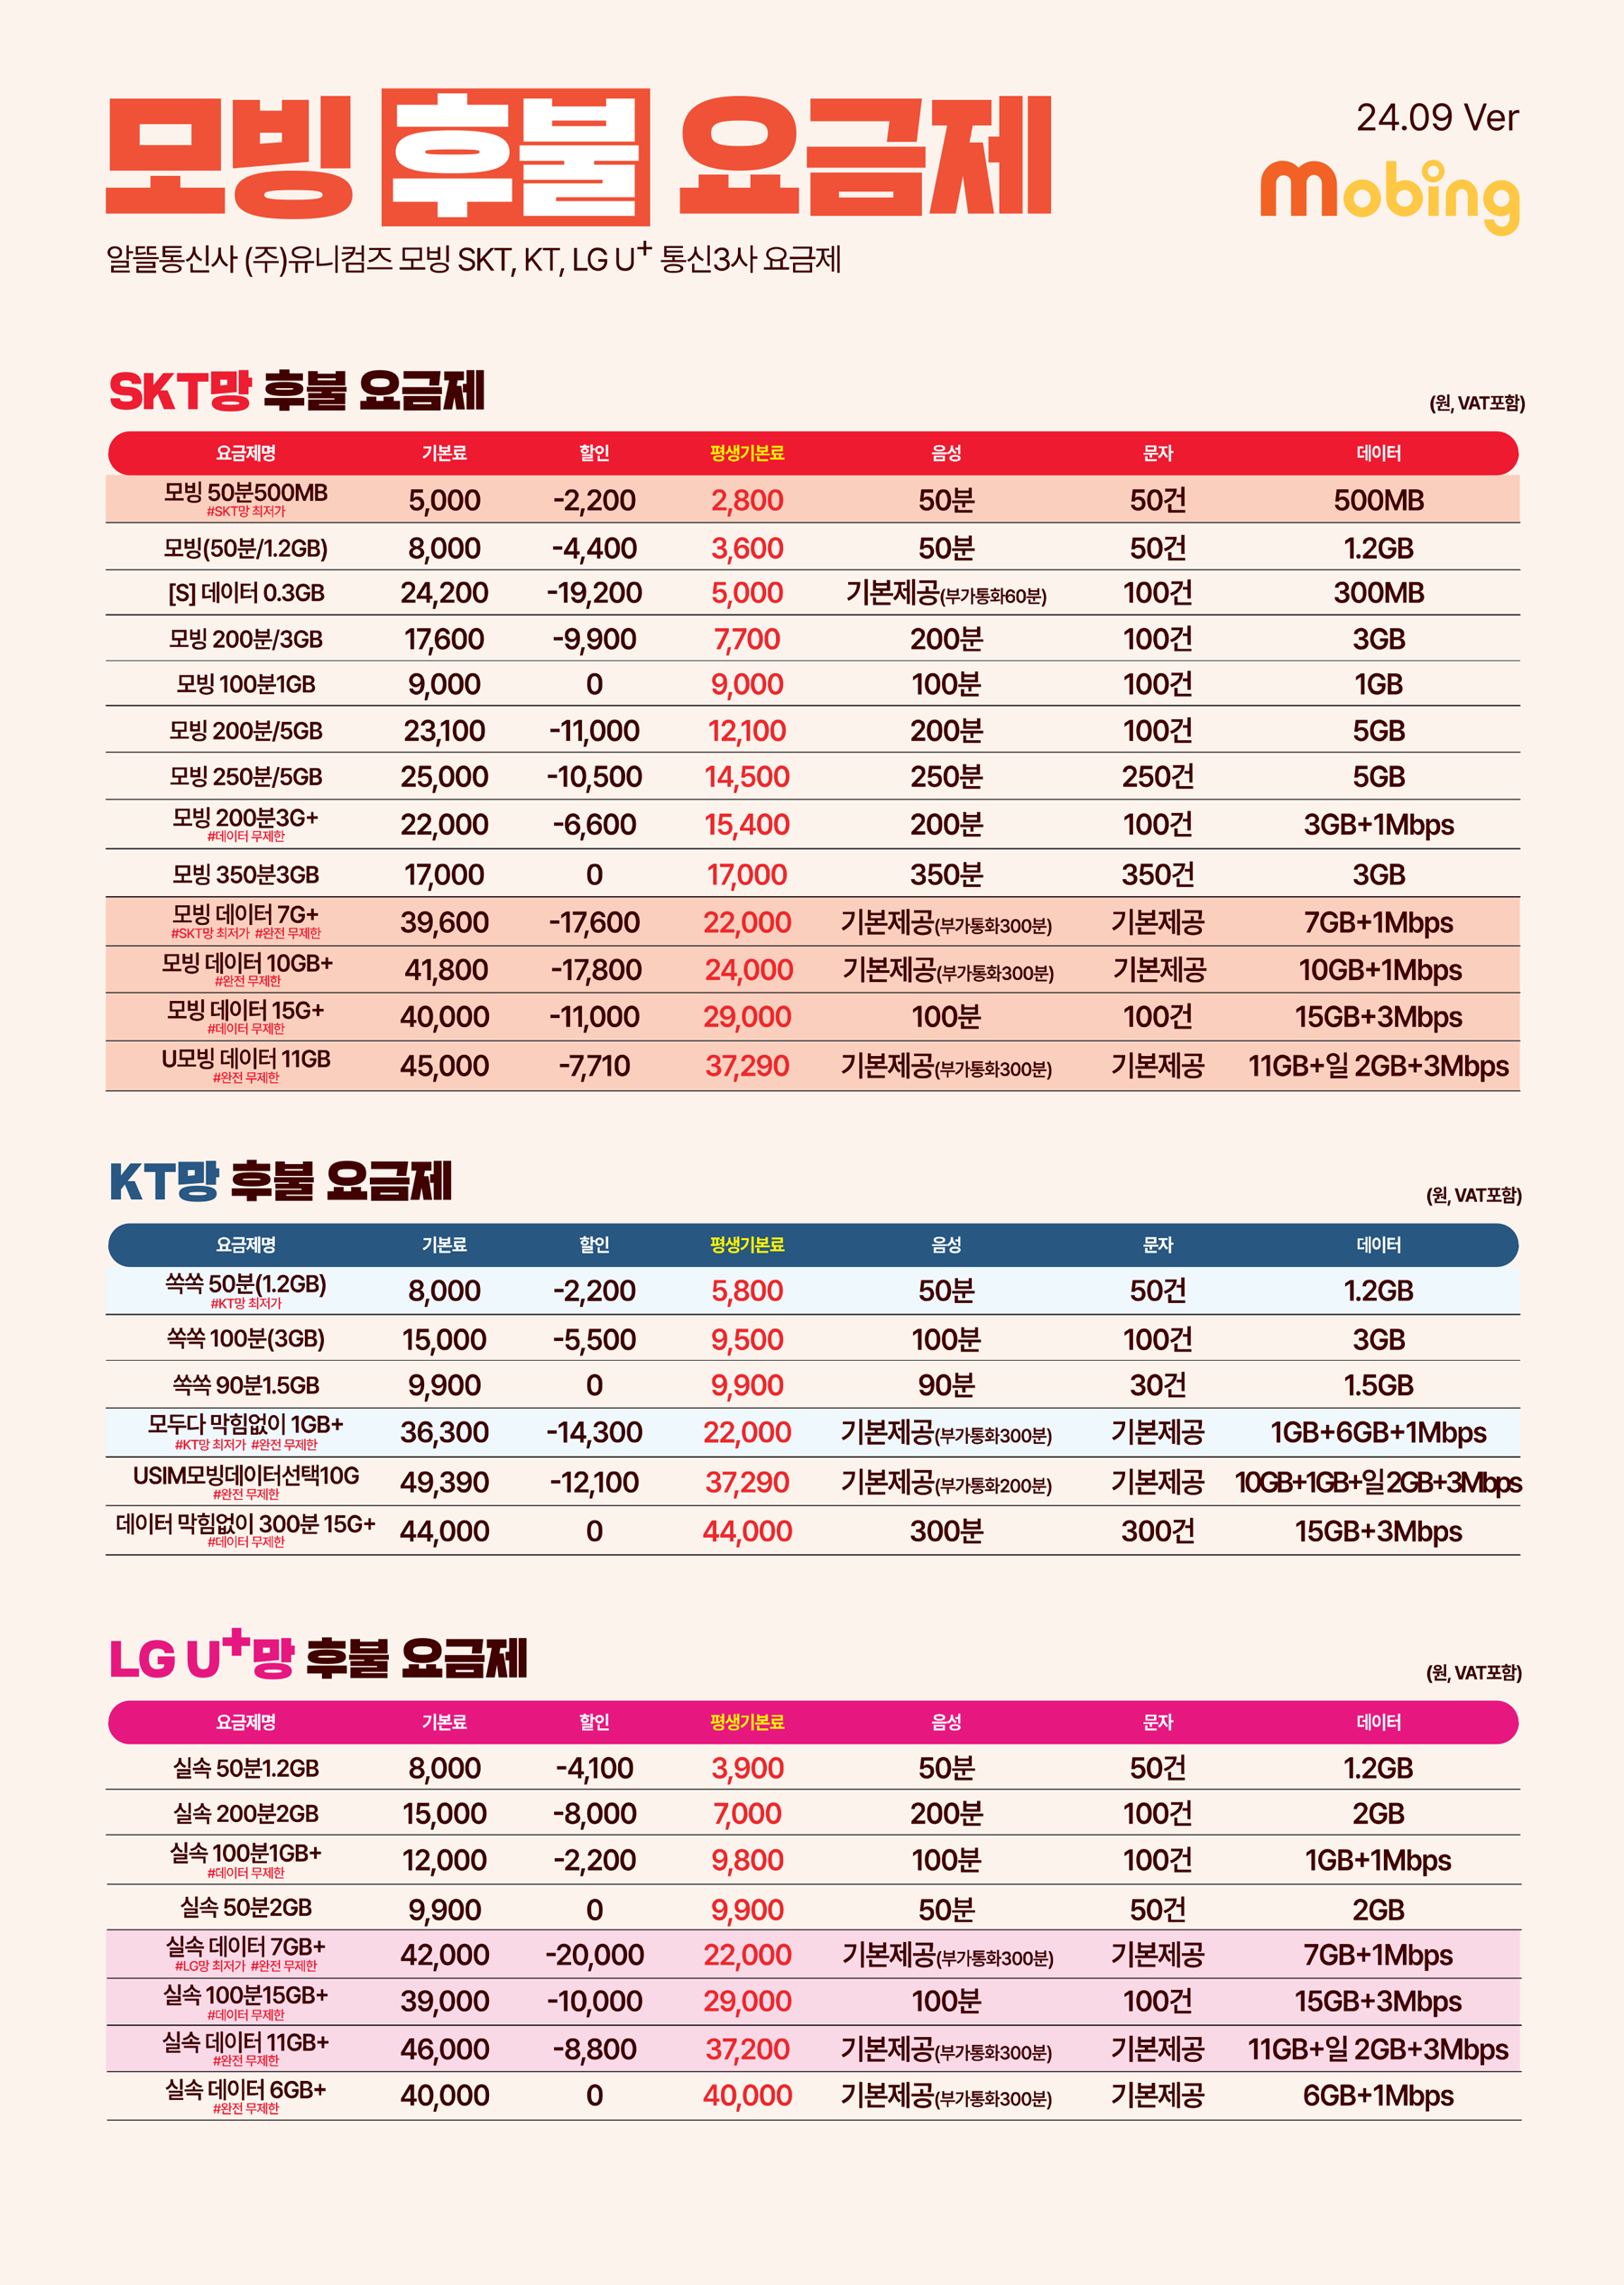 모빙 후불 요금제
24.09 Ver
mobing
알뜰통신사 (주)유니컴즈 모빙 SKT, KT, LG U+ 통신3사 요금제
SKT망 후불 요금제
(원, VAT포함)
요금제명 기본료 할인 평생기본료 음성 문자 데이터
모빙 50분500MB 5,000 -2,200 2,800 50분 50건 500MB
#SKT망 최저가
모빙(50분/1.2GB) 8,000 -4,400 3,600 50분 50건 1.2GB
[S] 데이터 0.3GB 24,200 -19,200 5,000 기본제공(부가통화60분) 100건 300MB
모빙 200분/3GB 17,600 -9,900 7,700 200분 100건 3GB
모빙 100분1GB 9,000 0 9,000 100분 100건 1GB
모빙 200분/5GB 23,100 -11,000 12,100 200분 100건 5GB
모빙 250분/5GB 25,000 -10,500 14,500 250분 250건 5GB
모빙 200분3G+ 22,000 -6,600 15,400 200분 100건 3GB+1Mbps
#데이터 무제한
모빙 350분3GB 17,000 0 17,000 350분 350건 3GB
모빙 데이터 7G+ 39,600 -17,600 22,000 기본제공(부가통화300분) 기본제공 7GB+1Mbps
#SKT망 최저가 #완전 무제한
모빙 데이터 10GB+ 41,800 -17,800 24,000 기본제공(부가통화300분) 기본제공 10GB+1Mbps
#완전 무제한
모빙 데이터 15G+ 40,000 -11,000 29,000 100분 100건 15GB+3Mbps
#데이터 무제한
U모빙 데이터 11GB 45,000 -7,710 37,290 기본제공(부가통화300분) 기본제공 11GB+일 2GB+3Mbps
#완전 무제한
KT망 후불 요금제
(원, VAT포함)
요금제명 기본료 할인 평생기본료 음성 문자 데이터
쏙쏙 50분(1.2GB) 8,000 -2,200 5,800 50분 50건 1.2GB
#KT망 최저가
쏙쏙 100분(3GB) 15,000 -5,500 9,500 100분 100건 3GB
쏙쏙 90분1.5GB 9,900 0 9,900 90분 30건 1.5GB
모두다 막힘없이 1GB+ 36,300 -14,300 22,000 기본제공(부가통화300분) 기본제공 1GB+6GB+1Mbps
#KT망 최저가 #완전 무제한
USIM모빙데이터선택10G 49,390 -12,100 37,290 기본제공(부가통화200분) 기본제공 10GB+1GB+일 2GB+3Mbps
#완전 무제한
데이터 막힘없이 300분 15G+ 44,000 0 44,000 300분 300건 15GB+3Mbps
#데이터 무제한
LG U+망 후불 요금제
(원, VAT포함)
요금제명 기본료 할인 평생기본료 음성 문자 데이터
실속 50분1.2GB 8,000 -4,100 3,900 50분 50건 1.2GB
실속 200분2GB 15,000 -8,000 7,000 200분 100건 2GB
실속 100분1GB+ 12,000 -2,200 9,800 100분 100건 1GB+1Mbps
#데이터 무제한
실속 50분2GB 9,900 0 9,900 50분 50건 2GB
실속 데이터 7GB+ 42,000 -20,000 22,000 기본제공(부가통화300분) 기본제공 7GB+1Mbps
#LG망 최저가 #완전 무제한
실속 100분15GB+ 39,000 -10,000 29,000 100분 100건 15GB+3Mbps
#데이터 무제한
실속 데이터 11GB+ 46,000 -8,800 37,200 기본제공(부가통화300분) 기본제공 11GB+일 2GB+3Mbps
#완전 무제한
실속 데이터 6GB+ 40,000 0 40,000 기본제공(부가통화300분) 기본제공 6GB+1Mbps
#완전 무제한